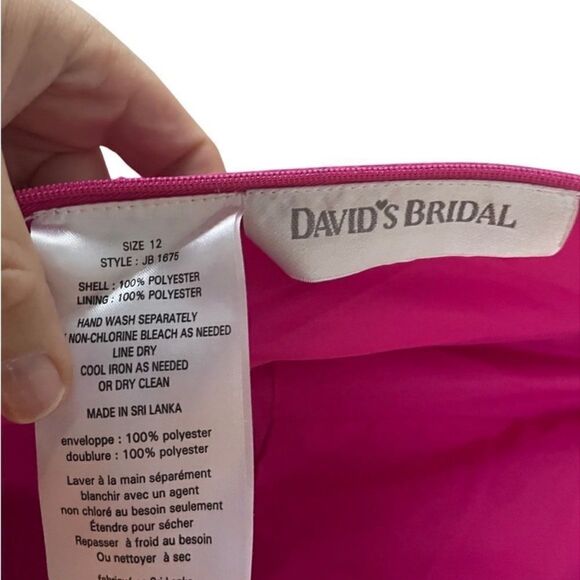 SIZE 12
STYLE : JB 1675
SHELL : 100% POLYESTER
LINING : 100% POLYESTER
HAND WASH SEPARATELY
NON-CHLORINE BLEACH AS NEEDED
LINE DRY
COOL IRON AS NEEDED
OR DRY CLEAN
MADE IN SRI LANKA
enveloppe : 100% polyester
doublure : 100% polyester
Laver à la main séparément
blanchir avec un agent
non chloré au besoin seulement
Étendre pour sécher
Repasser à froid au besoin
Ou nettoyer à sec
DAVID'S BRIDAL